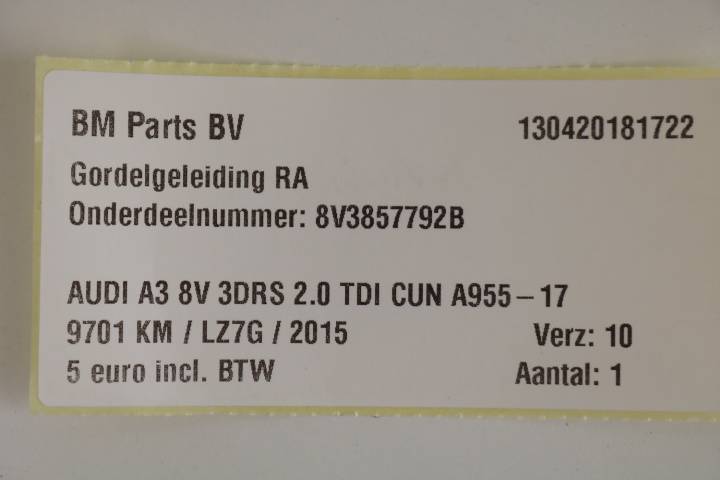 BM Parts BV 130420181722
Gordelgeleiding RA
Onderdeelnummer: 8V3857792B
AUDI A3 8V 3DRS 2.0 TDI CUN A955-17
9701 KM / LZ7G / 2015 Verz: 10
5 euro incl. BTW Aantal: 1